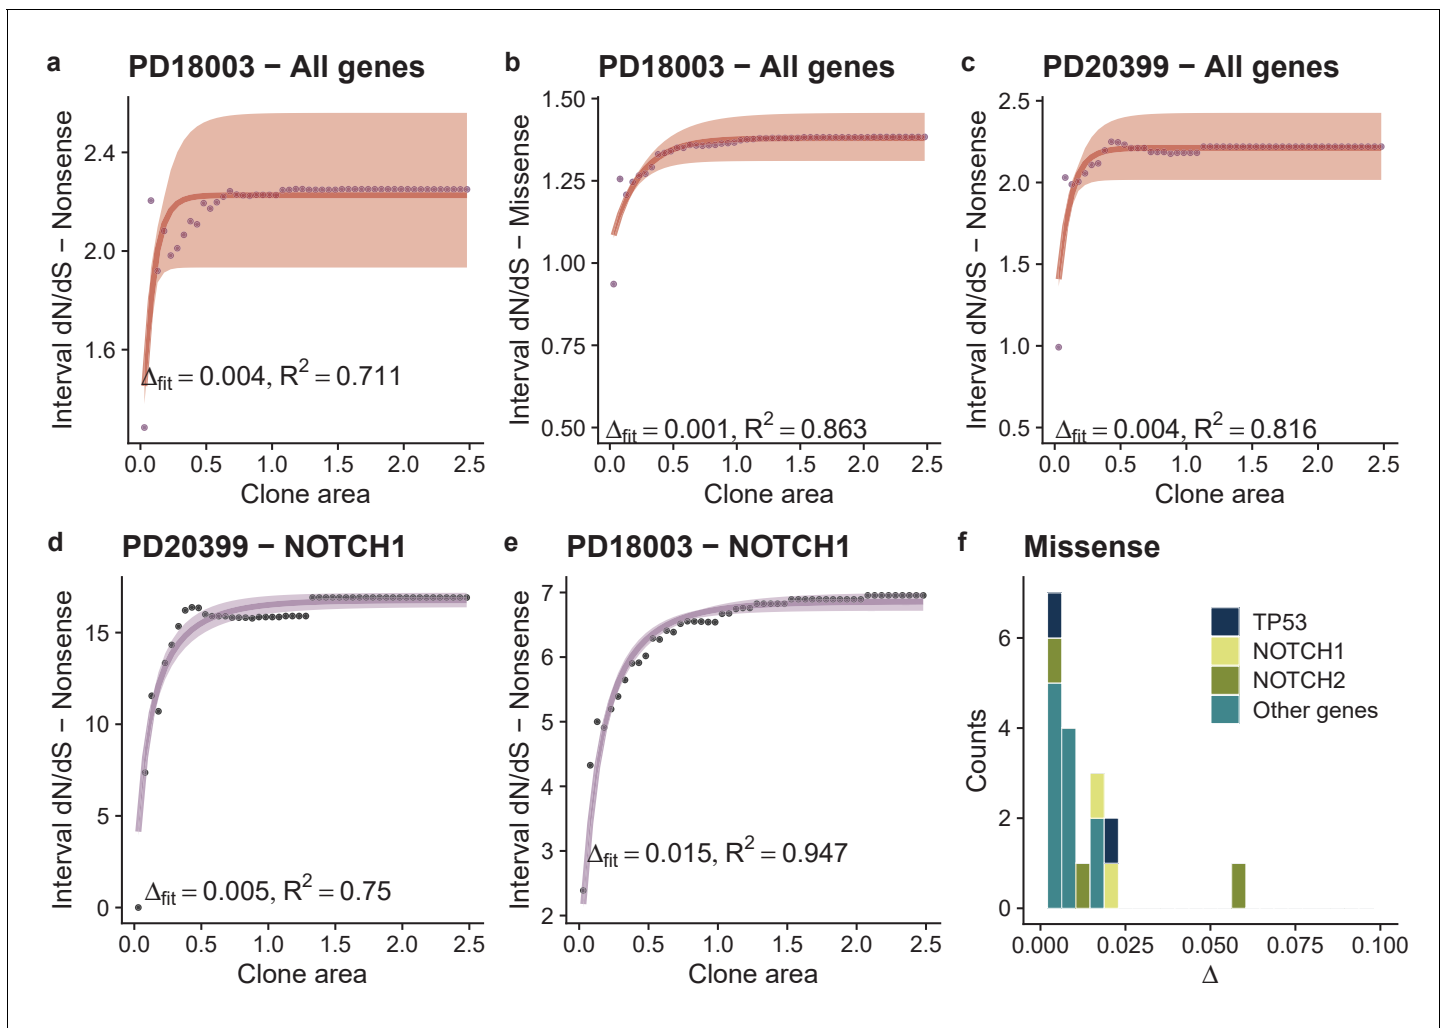 a PD18003 − All genes
Interval dN/dS − Nonsense
2.4
2.0
1.6
Δfit = 0.004, R² = 0.711
0.0 0.5 1.0 1.5 2.0 2.5
Clone area
b PD18003 − All genes
Interval dN/dS − Missense
1.50
1.25
1.00
0.75
0.50
Δfit = 0.001, R² = 0.863
0.0 0.5 1.0 1.5 2.0 2.5
Clone area
c PD20399 − All genes
Interval dN/dS − Nonsense
2.5
2.0
1.5
1.0
0.5
Δfit = 0.004, R² = 0.816
0.0 0.5 1.0 1.5 2.0 2.5
Clone area
d PD20399 − NOTCH1
Interval dN/dS − Nonsense
15
10
5
0
Δfit = 0.005, R² = 0.75
0.0 0.5 1.0 1.5 2.0 2.5
Clone area
e PD18003 − NOTCH1
Interval dN/dS − Nonsense
7
6
5
4
3
2
Δfit = 0.015, R² = 0.947
0.0 0.5 1.0 1.5 2.0 2.5
Clone area
f Missense
Counts
6
4
2
0
TP53
NOTCH1
NOTCH2
Other genes
0.000 0.025 0.050 0.075 0.100
Δ